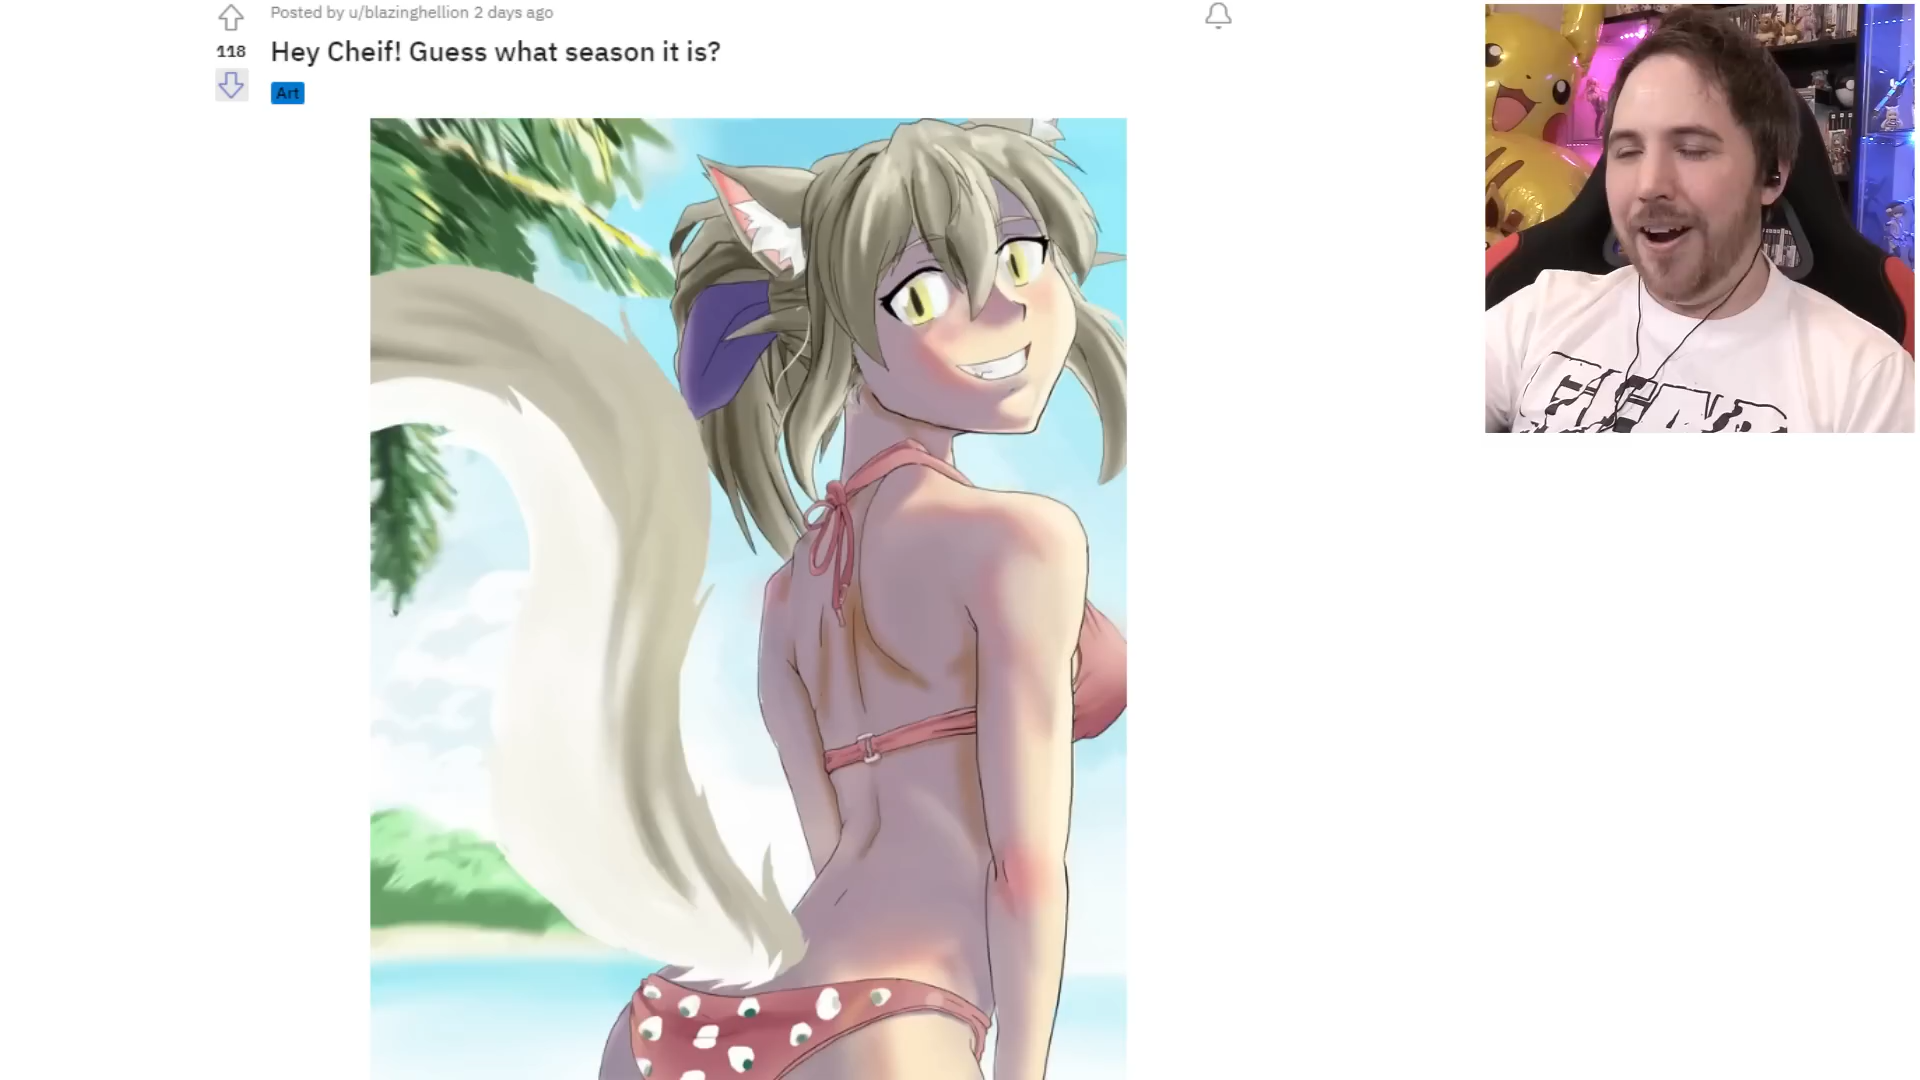 Posted by u/blazinghellion 2 days ago
118
Hey Cheif! Guess what season it is?
Art